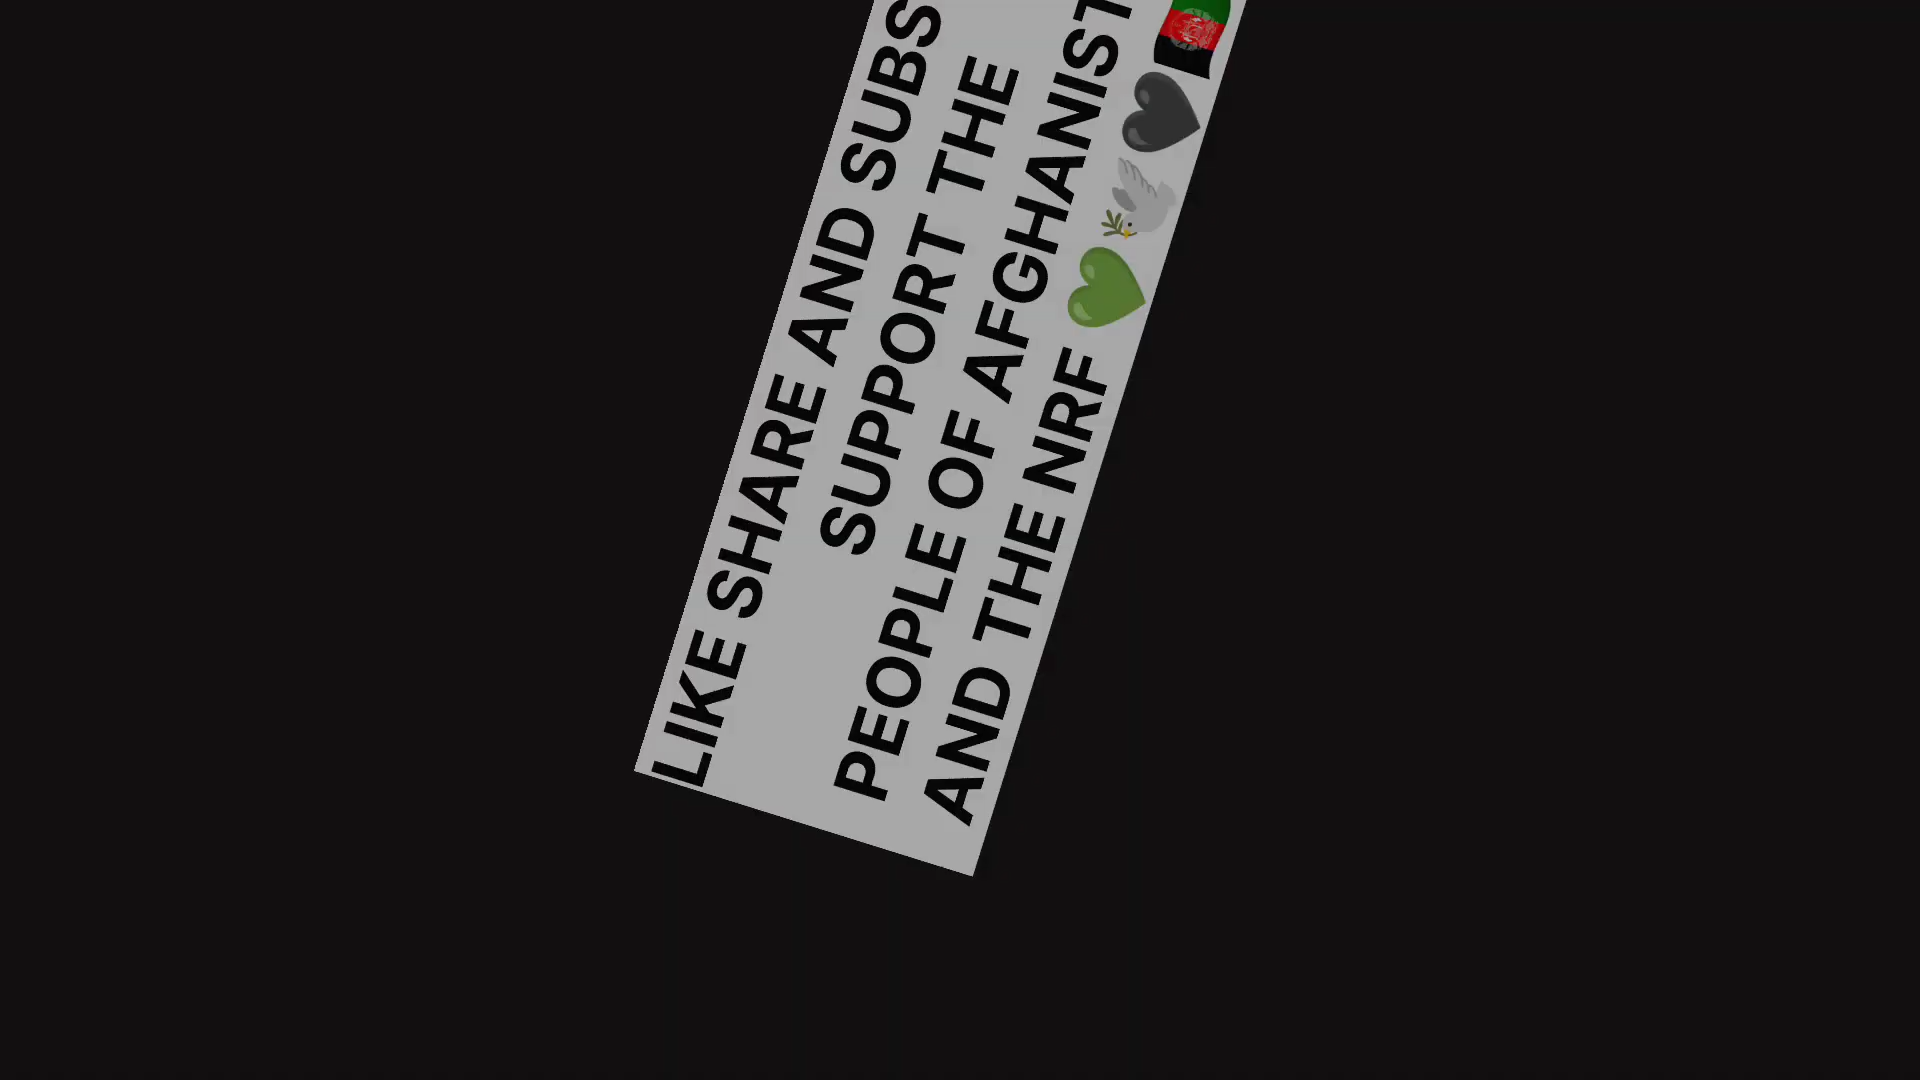 LIKE SHARE AND SUBS
SUPPORT THE
PEOPLE OF AFGHANIST
AND THE NRF 💚🕊️🖤🇦🇫